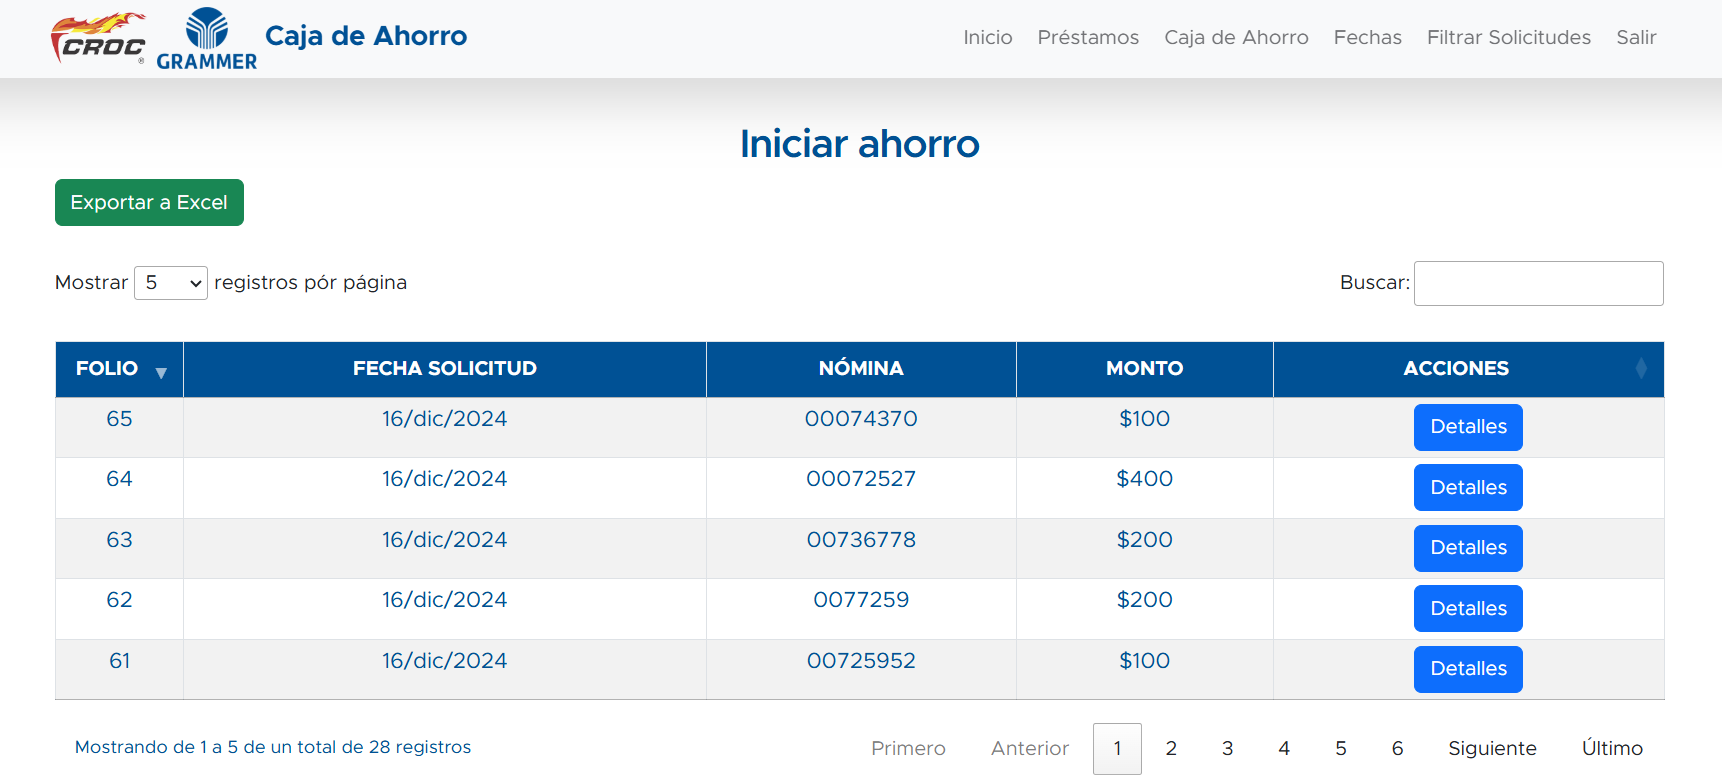 CROC
GRAMMER
Caja de Ahorro
Inicio Préstamos Caja de Ahorro Fechas Filtrar Solicitudes Salir
Iniciar ahorro
Exportar a Excel
Mostrar 5 registros pór página
Buscar:
FOLIO FECHA SOLICITUD NÓMINA MONTO ACCIONES
65 16/dic/2024 00074370 $100 Detalles
64 16/dic/2024 00072527 $400 Detalles
63 16/dic/2024 00736778 $200 Detalles
62 16/dic/2024 0077259 $200 Detalles
61 16/dic/2024 00725952 $100 Detalles
Mostrando de 1 a 5 de un total de 28 registros
Primero Anterior 1 2 3 4 5 6 Siguiente Último